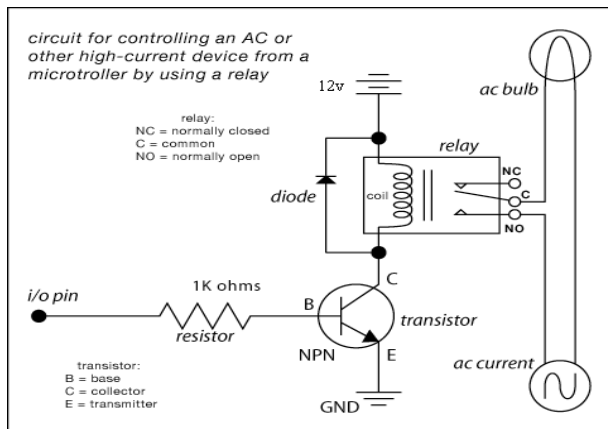 circuit for controlling an AC or
other high-current device from a
microtroller by using a relay
12v
ac bulb
relay:
NC = normally closed
C = common
NO = normally open
relay
NC
C
NO
coil
diode
C
1K ohms
i/o pin
B
transistor
resistor
NPN
E
ac current
transistor:
B = base
C = collector
E = transmitter
GND